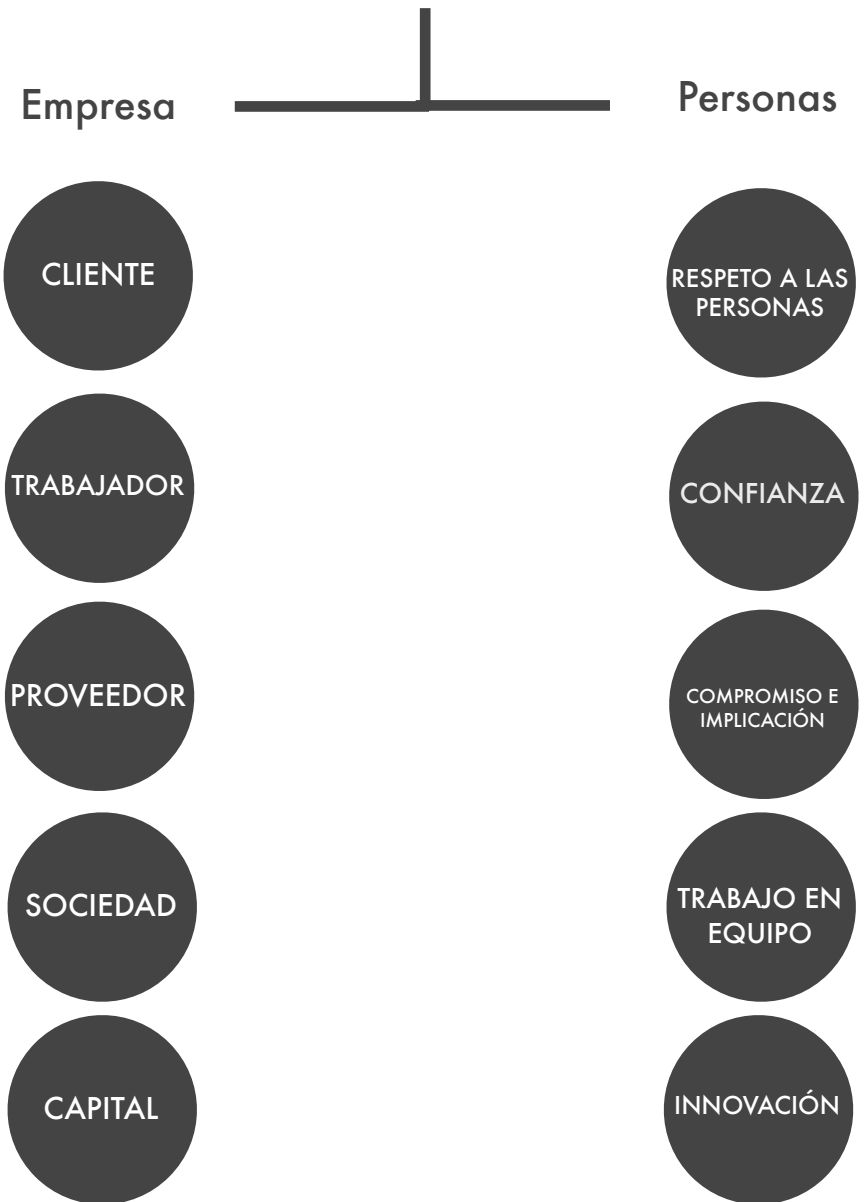 Empresa
Personas
CLIENTE
RESPETO A LAS
PERSONAS
TRABAJADOR
CONFIANZA
PROVEEDOR
COMPROMISO E
IMPLICACIÓN
SOCIEDAD
TRABAJO EN
EQUIPO
CAPITAL
INNOVACIÓN